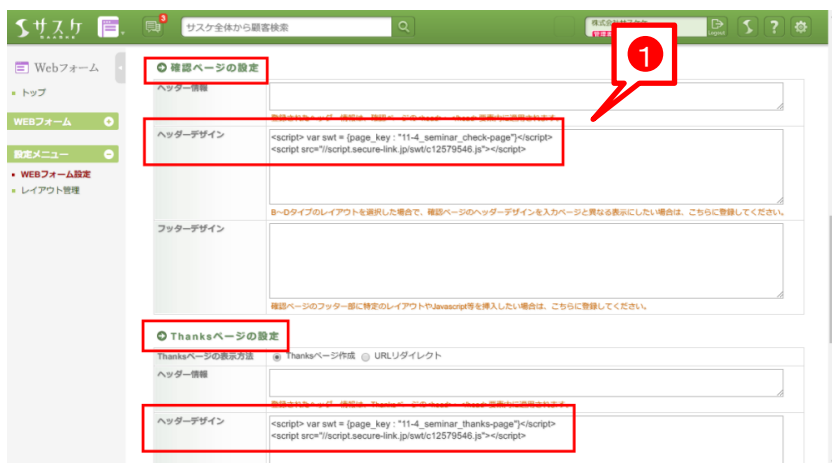 サスケ
3
サスケ全体から顧客検索
Logout
?
1
Webフォーム
トップ
WEBフォーム
設定メニュー
WEBフォーム設定
レイアウト管理
確認ページの設定
ヘッダー情報
ヘッダーデザイン
<script> var swt = {page_key : "11-4_seminar_check-page"}</script>
<script src="//script.secure-link.jp/swt/c12579546.js"></script>
B～Dタイプのレイアウトを選択した場合で、確認ページのヘッダーデザインを入力ページと異なる表示にしたい場合は、こちらに登録してください。
フッターデザイン
確認ページのフッター部に特定のレイアウトやJavascript等を挿入したい場合は、こちらに登録してください。
Thanksページの設定
Thanksページの表示方法
Thanksページ作成 URLリダイレクト
ヘッダー情報
ヘッダーデザイン
<script> var swt = {page_key : "11-4_seminar_thanks-page"}</script>
<script src="//script.secure-link.jp/swt/c12579546.js"></script>